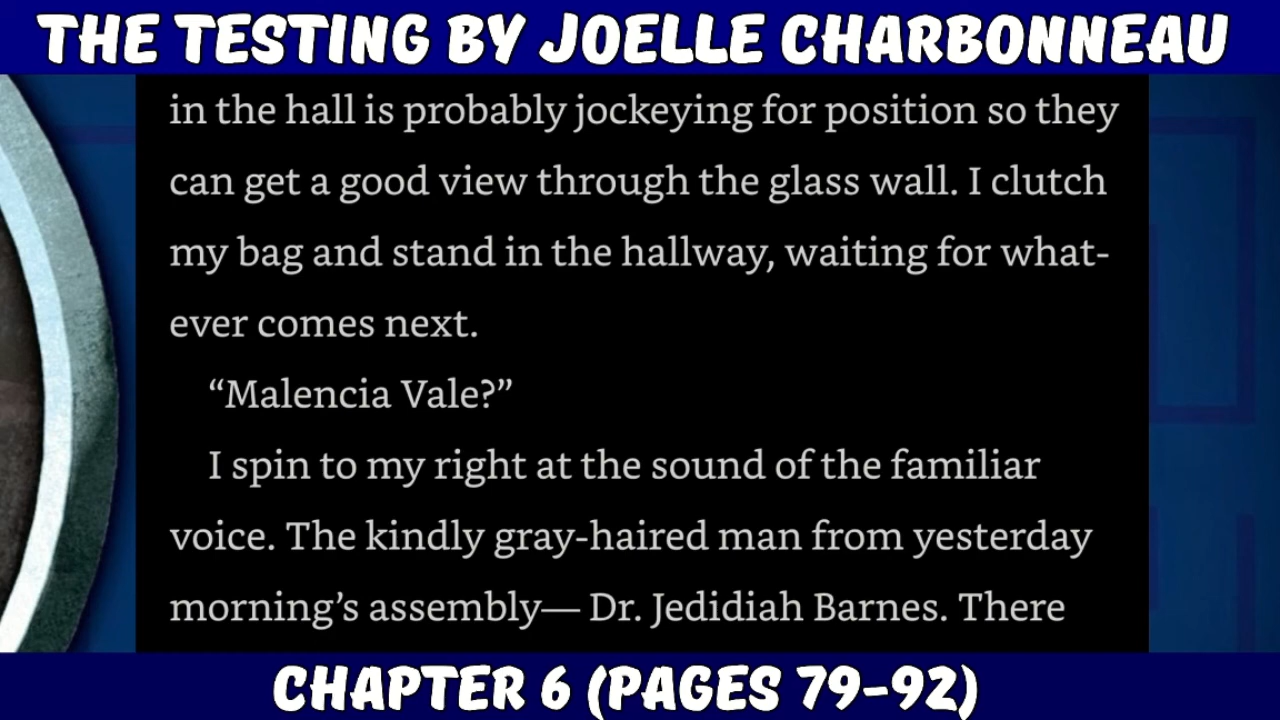 THE TESTING BY JOELLE CHARBONNEAU
in the hall is probably jockeying for position so they
can get a good view through the glass wall. I clutch
my bag and stand in the hallway, waiting for what-
ever comes next.
“Malencia Vale?”
I spin to my right at the sound of the familiar
voice. The kindly gray-haired man from yesterday
morning’s assembly— Dr. Jedidiah Barnes. There
CHAPTER 6 (PAGES 79-92)